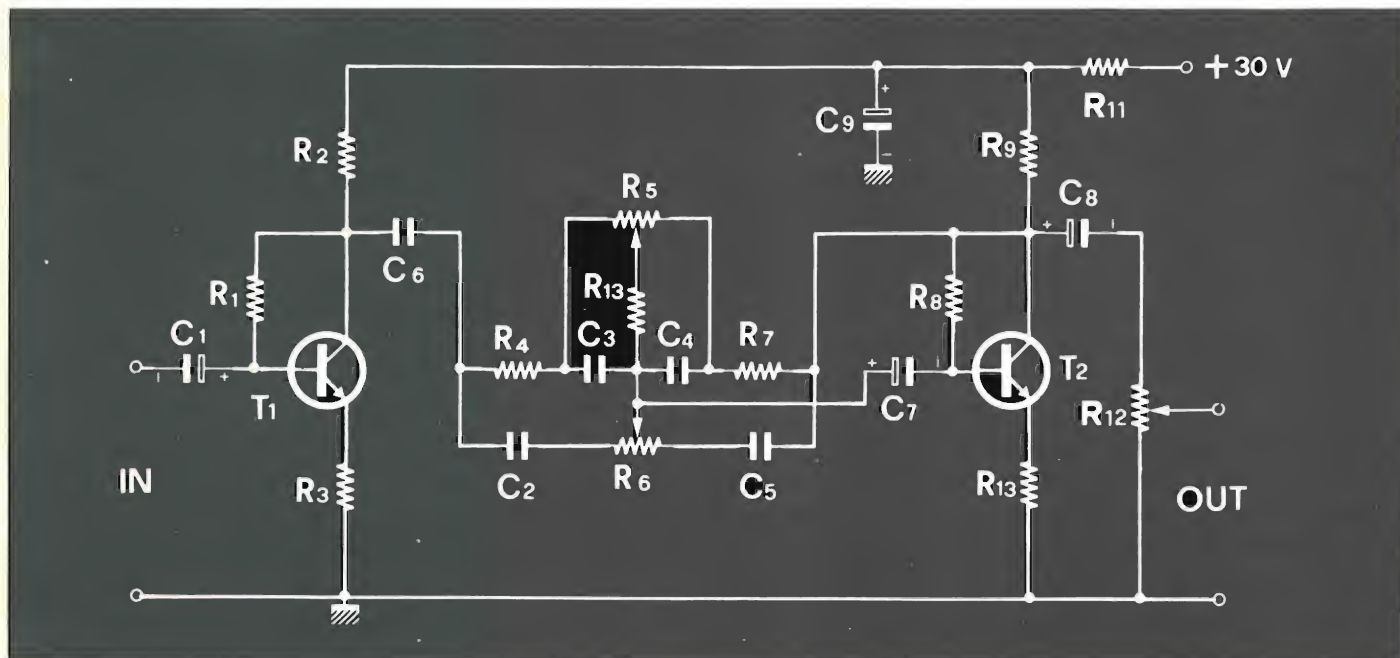 + 30 V
R11
C9
+
-
R9
R2
R5
C8
+
-
C6
R1
R13
R8
C1
-
+
R4
C3
C4
R7
+
-
T1
T2
C7
R12
IN
R3
C2
R6
C5
R13
OUT